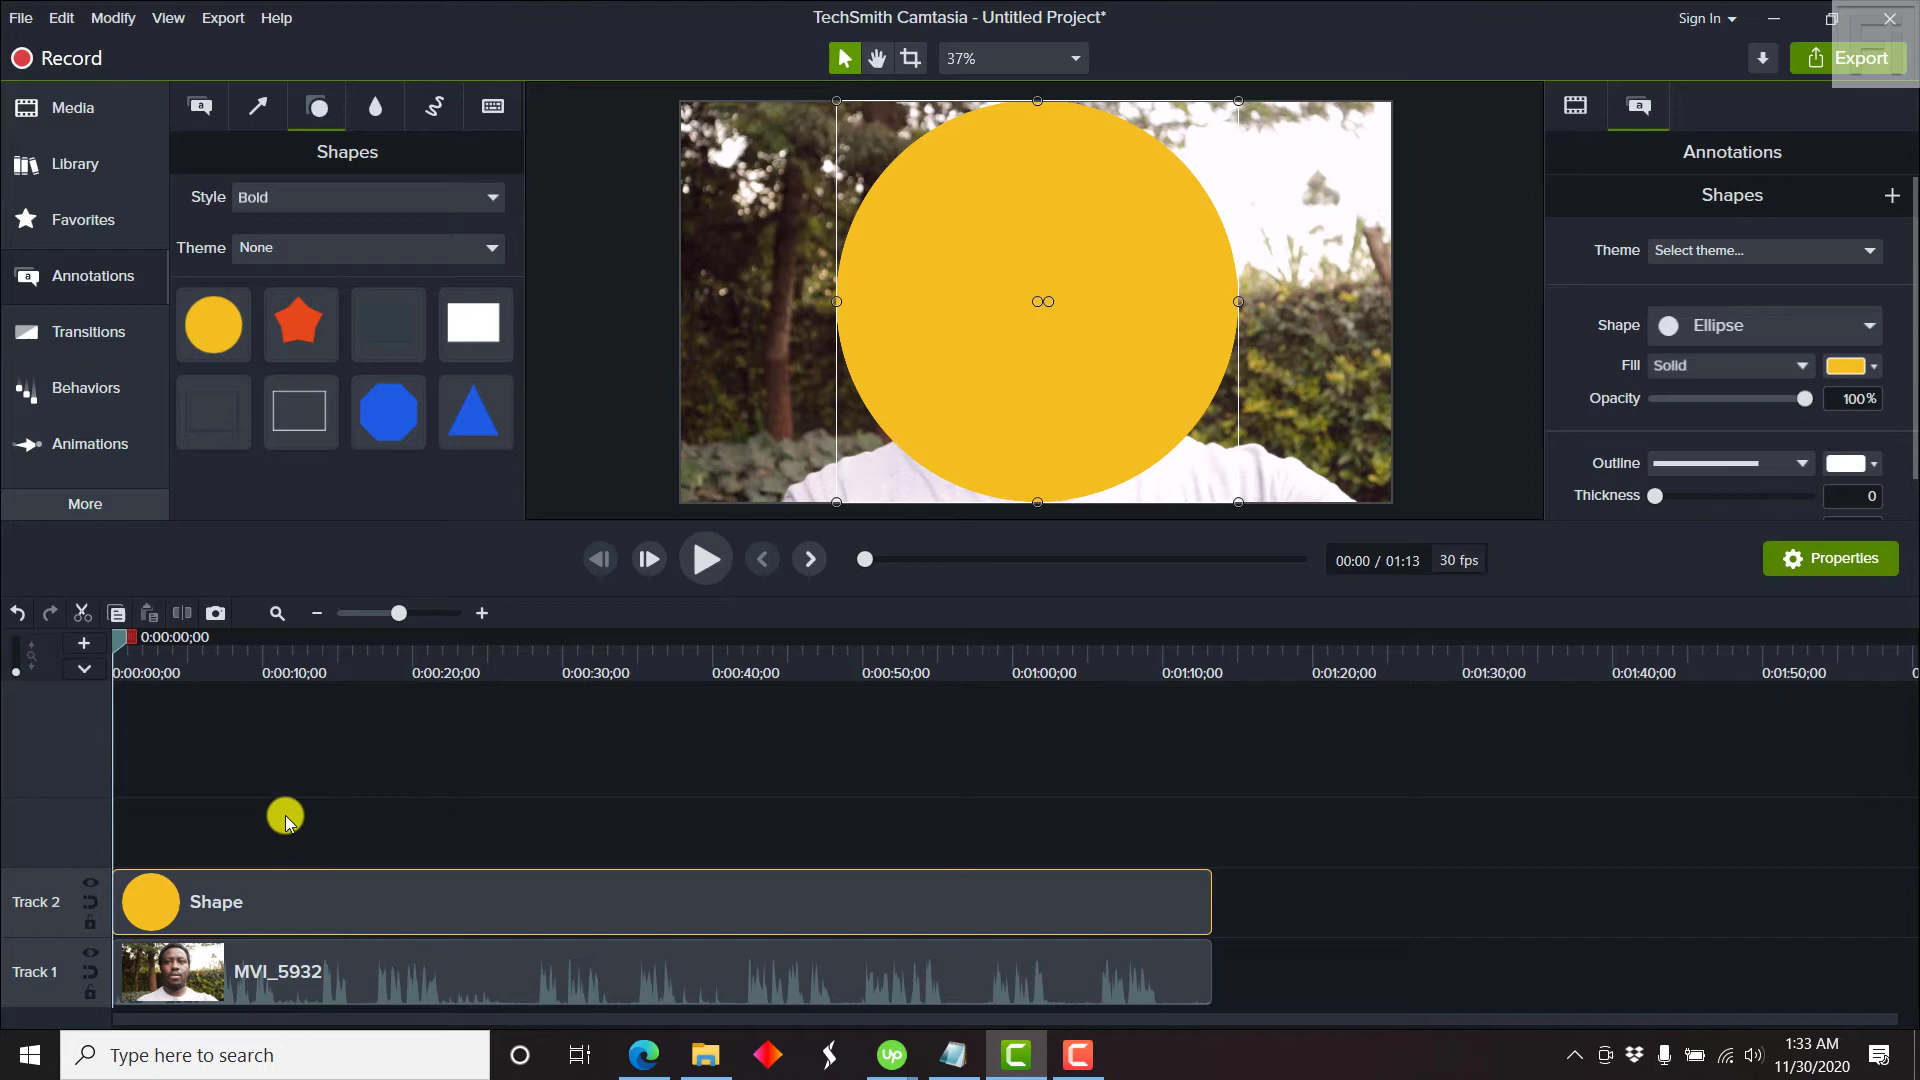 File Edit Modify View Export Help
TechSmith Camtasia - Untitled Project*
Sign In
Record
37%
Export
Media
Library
Favorites
Annotations
Transitions
Behaviors
Animations
More
a
Shapes
Style Bold
Theme None
a
Annotations
Shapes
Theme Select theme...
Shape Ellipse
Fill Solid
Opacity 100%
Outline
Thickness 0
00:00 / 01:13 30 fps
Properties
0:00:00;00
0:00:00;00 0:00:10;00 0:00:20;00 0:00:30;00 0:00:40;00 0:00:50;00 0:01:00;00 0:01:10;00 0:01:20;00 0:01:30;00 0:01:40;00 0:01:50;00
Track 2 Shape
Track 1 MVI_5932
Type here to search
Up
1:33 AM
11/30/2020